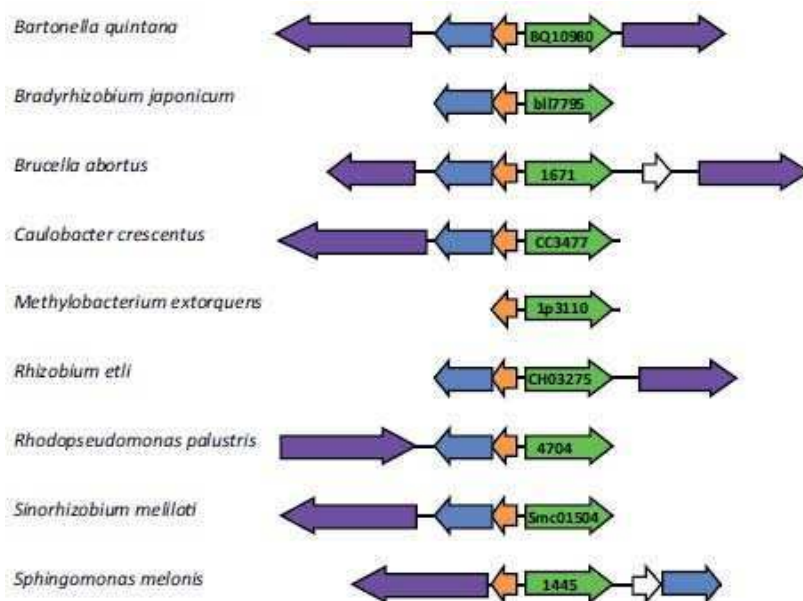 Bartonella quintana BQ10980
Bradyrhizobium japonicum bll7795
Brucella abortus 1671
Caulobacter crescentus CC3477
Methylobacterium extorquens 1p3110
Rhizobium etli CH03275
Rhodopseudomonas palustris 4704
Sinorhizobium meliloti Smc01504
Sphingomonas melonis 1445